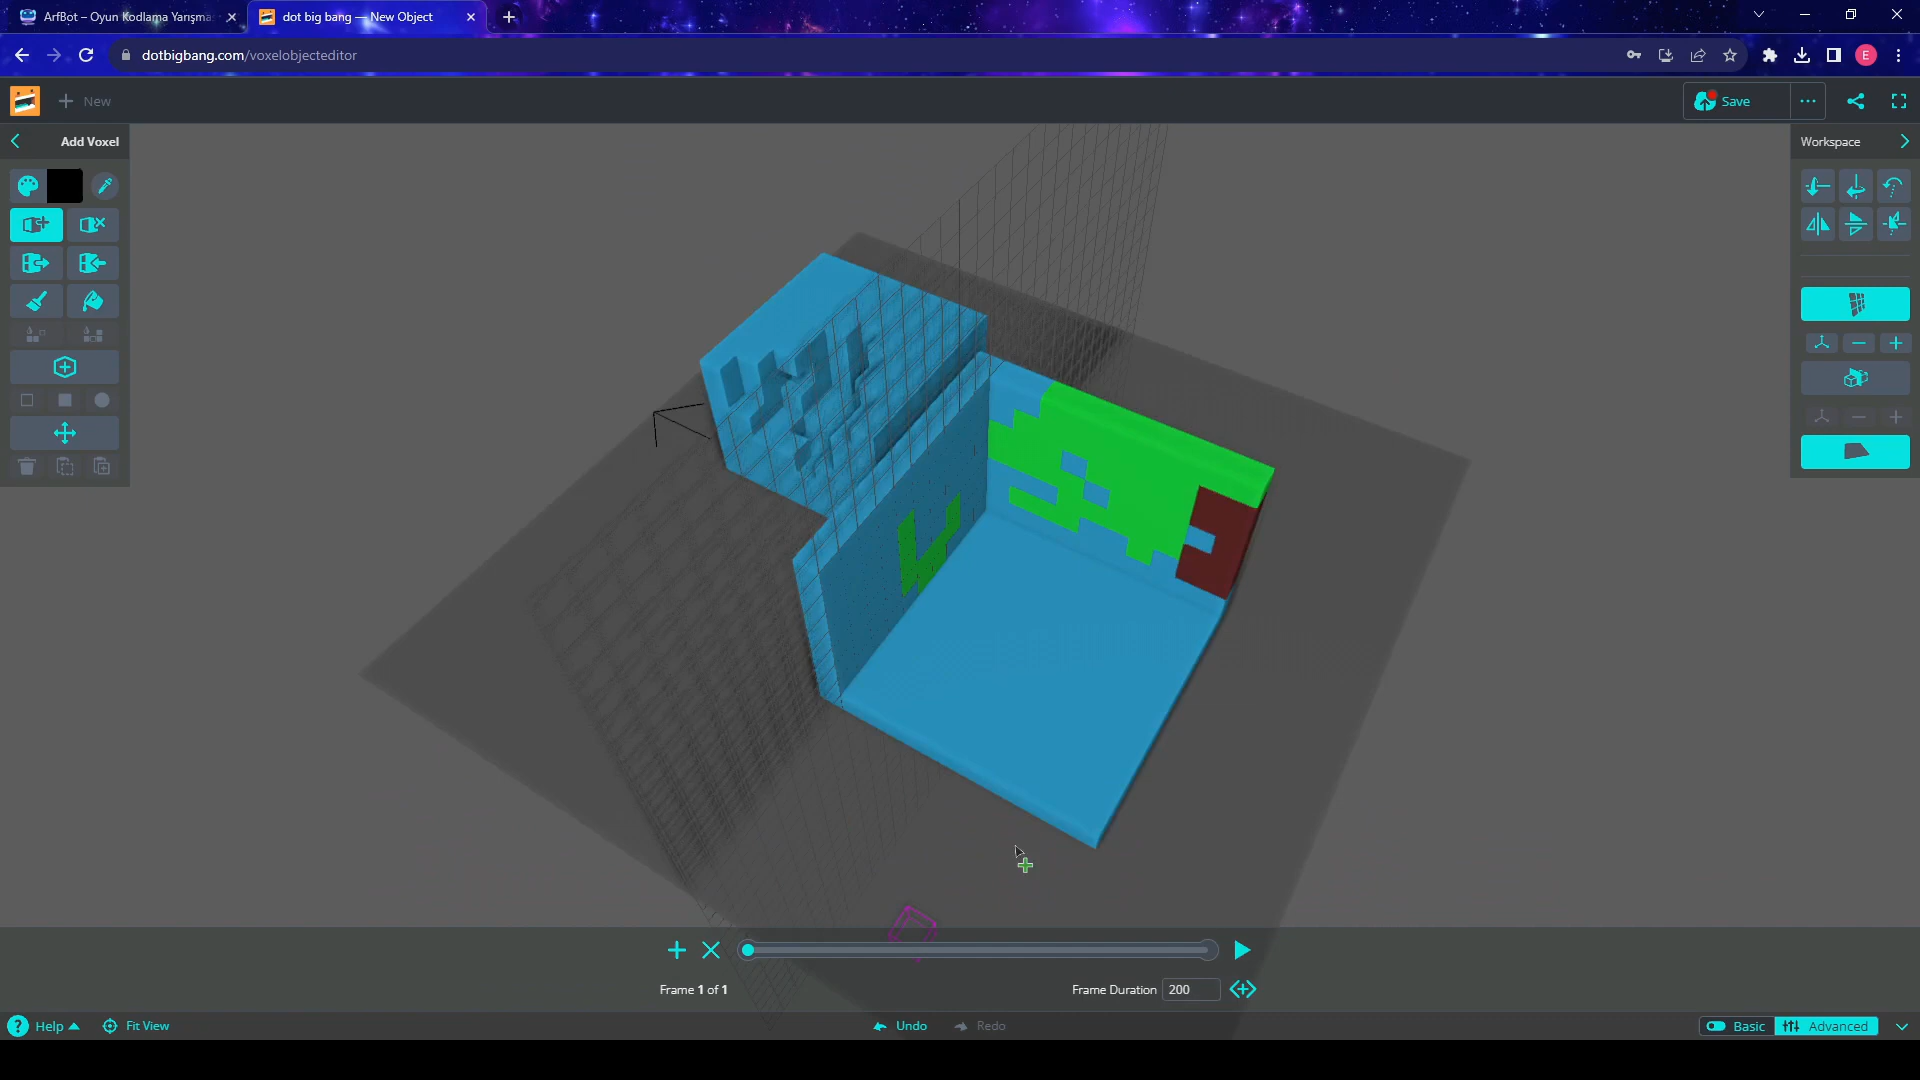 ArfBot – Oyun Kodlama Yarışma
dot big bang — New Object
dotbigbang.com/voxelobjecteditor
E
New
Save
Add Voxel
Workspace
Frame 1 of 1
Frame Duration 200
? Help
Fit View
Undo
Redo
Basic
Advanced